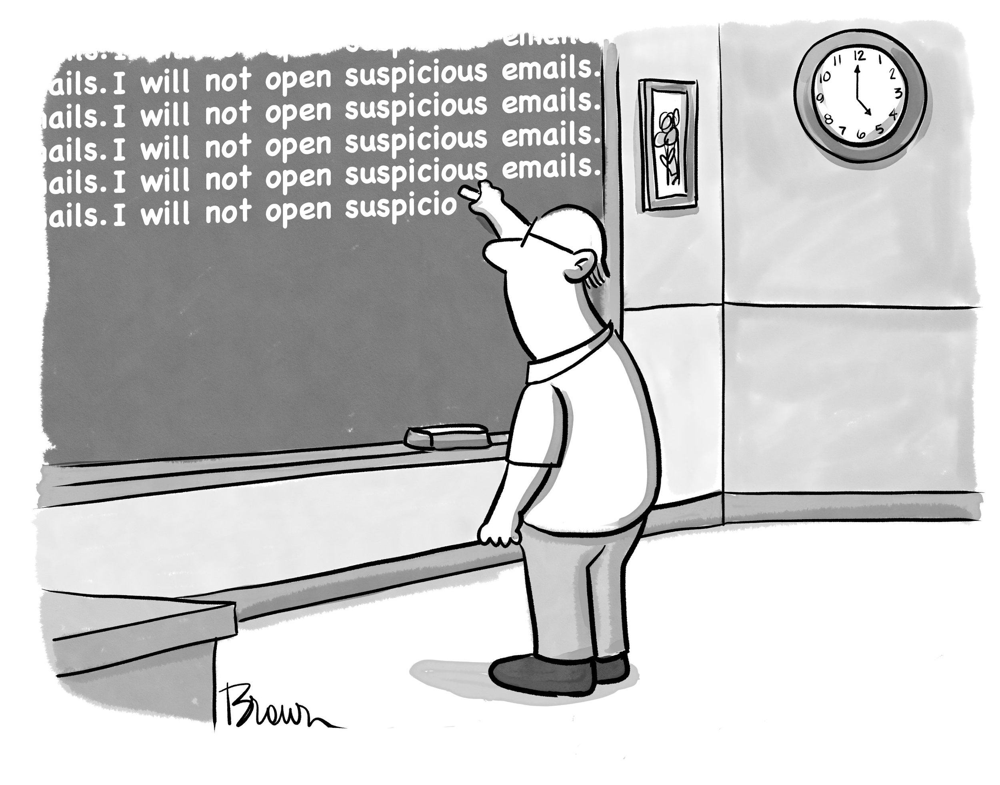 emails.
ails. I will not open suspicious emails.
ails. I will not open suspicious emails.
ails. I will not open suspicious emails.
ails. I will not open suspicious emails.
ails. I will not open suspicio
12
11 1
10 2
9 3
8 4
7 5
6
Brown